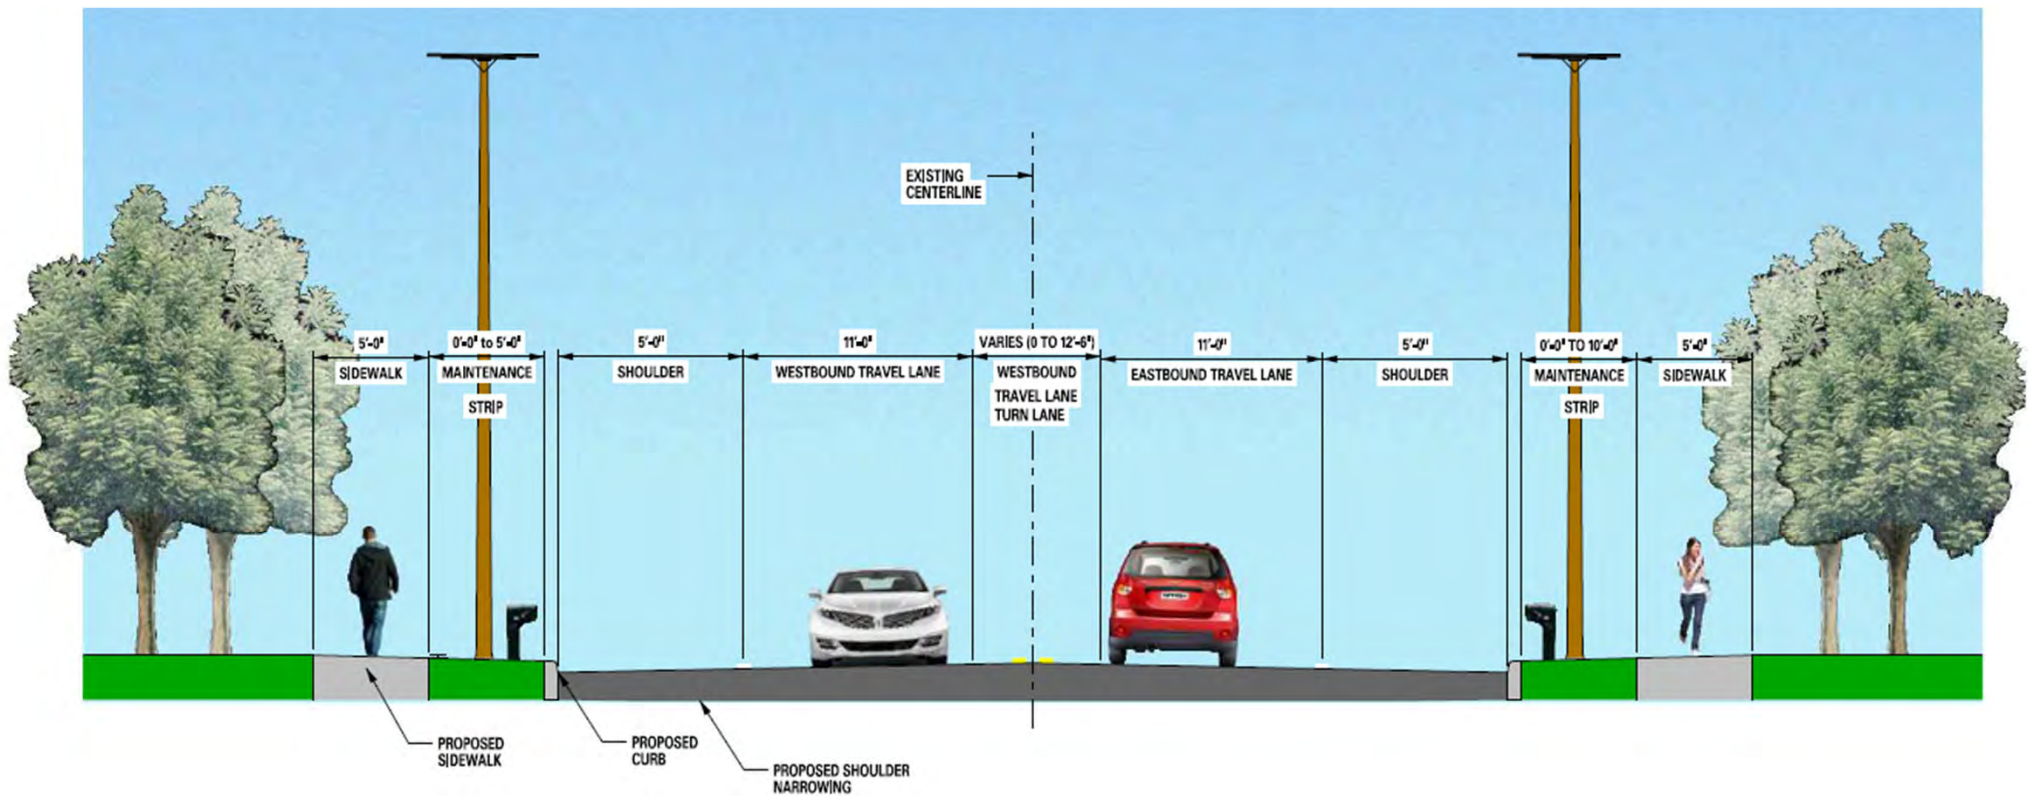 EXISTING
CENTERLINE
5'-0"
0'-0" to 5'-0"
5'-0"
11'-0"
VARIES (0 TO 12'-6")
11'-0"
5'-0"
0'-0" TO 10'-0"
5'-0"
SIDEWALK
MAINTENANCE
STRIP
SHOULDER
WESTBOUND TRAVEL LANE
WESTBOUND
TRAVEL LANE
TURN LANE
EASTBOUND TRAVEL LANE
SHOULDER
MAINTENANCE
STRIP
SIDEWALK
PROPOSED
SIDEWALK
PROPOSED
CURB
PROPOSED SHOULDER
NARROWING